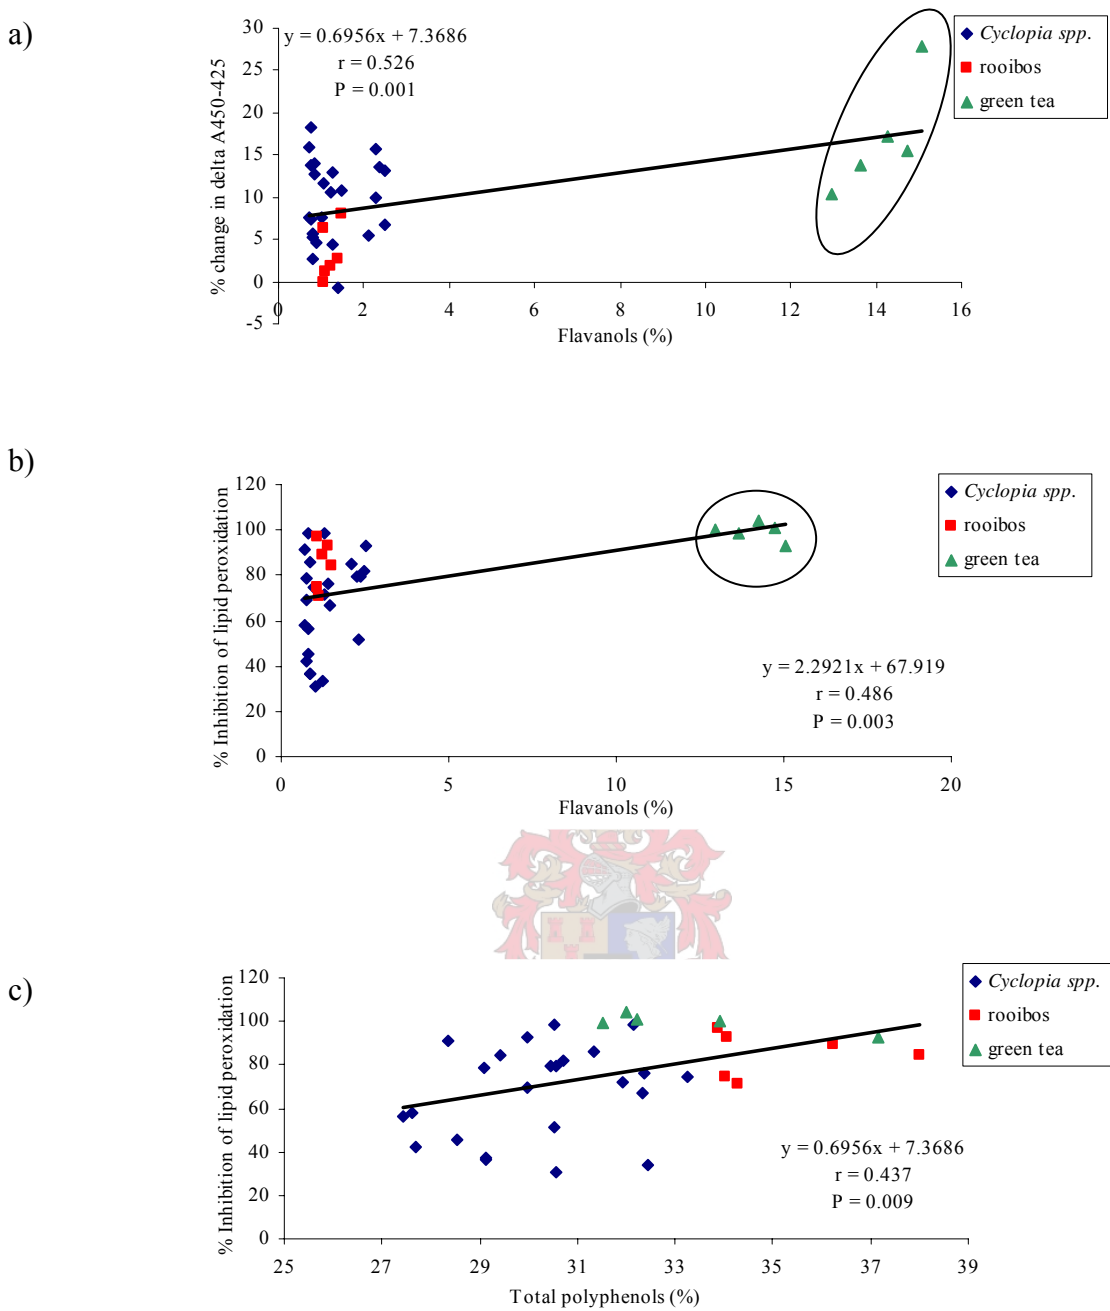 a)
30
25
20
15
10
5
0
-5
% change in delta A450-425
y = 0.6956x + 7.3686
r = 0.526
P = 0.001
0 2 4 6 8 10 12 14 16
Flavanols (%)
Cyclopia spp.
rooibos
green tea
b)
120
100
80
60
40
20
0
% Inhibition of lipid peroxidation
y = 2.2921x + 67.919
r = 0.486
P = 0.003
0 5 10 15 20
Flavanols (%)
Cyclopia spp.
rooibos
green tea
c)
120
100
80
60
40
20
0
% Inhibition of lipid peroxidation
y = 0.6956x + 7.3686
r = 0.437
P = 0.009
25 27 29 31 33 35 37 39
Total polyphenols (%)
Cyclopia spp.
rooibos
green tea